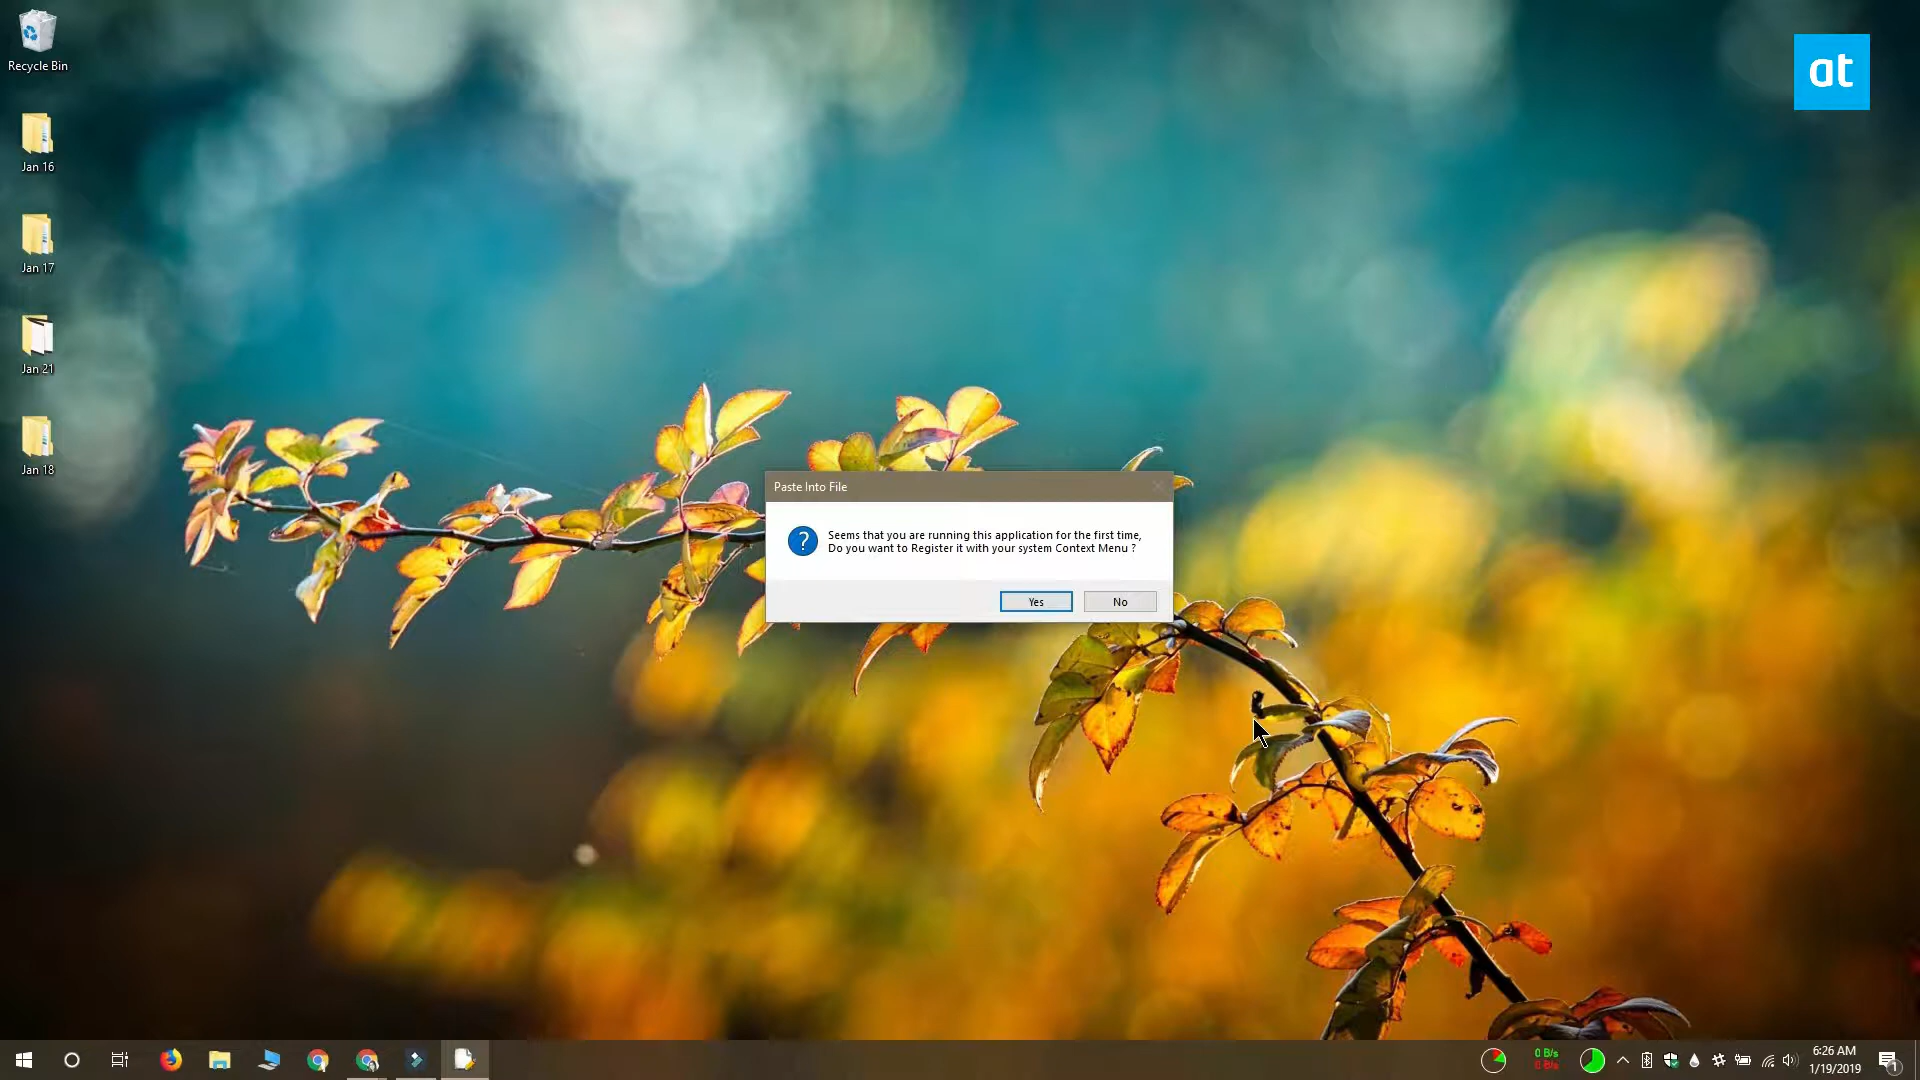 Recycle Bin
at
Jan 16
Jan 17
Jan 21
Jan 18
Paste Into File
Seems that you are running this application for the first time,
Do you want to Register it with your system Context Menu ?
Yes
No
0 B/s
0 B/s
6:26 AM
1/19/2019
1